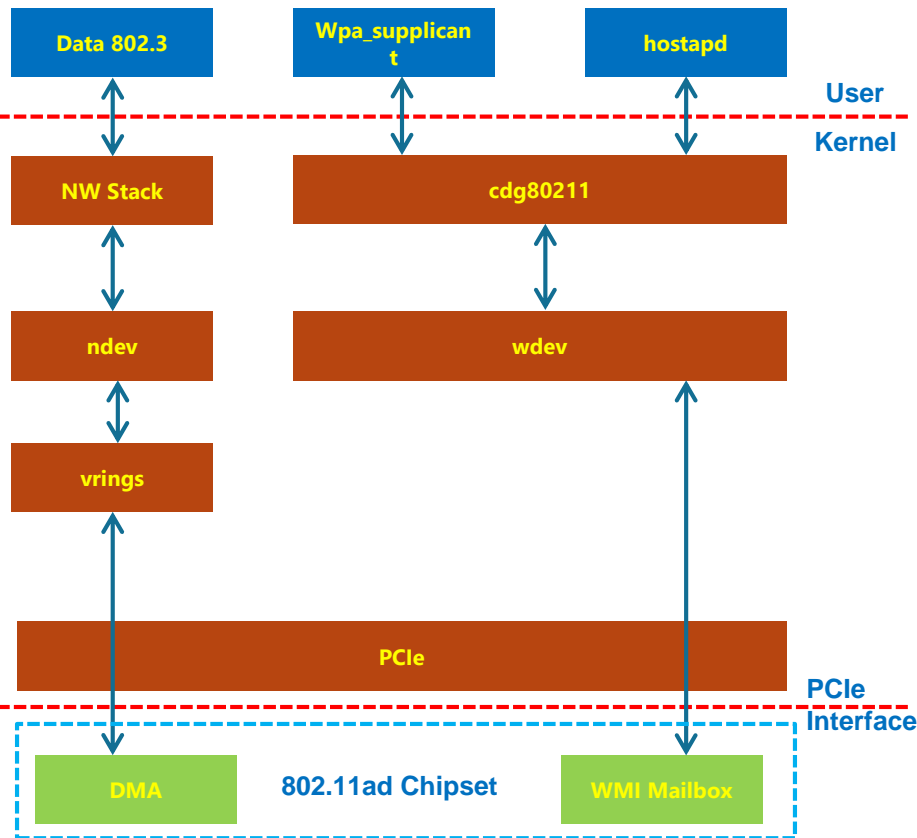 Data 802.3
Wpa_supplican
t
hostapd
User
Kernel
NW Stack
cdg80211
ndev
wdev
vrings
PCIe
PCIe
Interface
802.11ad Chipset
DMA
WMI Mailbox